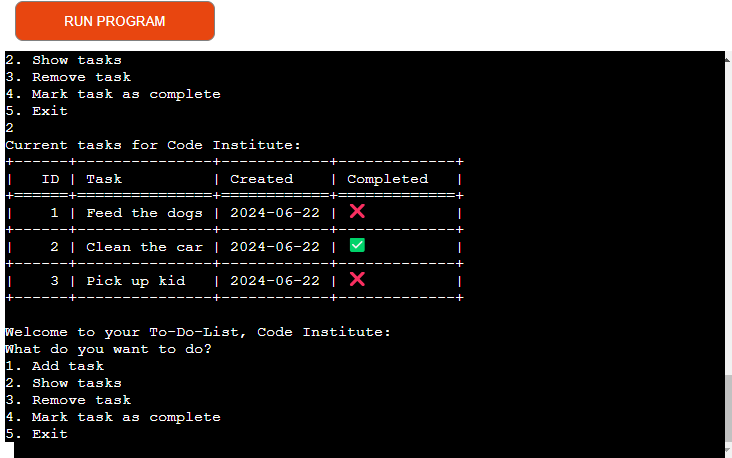 RUN PROGRAM
2. Show tasks
3. Remove task
4. Mark task as complete
5. Exit
2
Current tasks for Code Institute:
+------+---------------+------------+-------------+
|   ID | Task          | Created    | Completed   |
+======+===============+============+=============+
|    1 | Feed the dogs | 2024-06-22 | ❌          |
+------+---------------+------------+-------------+
|    2 | Clean the car | 2024-06-22 | ✅          |
+------+---------------+------------+-------------+
|    3 | Pick up kid   | 2024-06-22 | ❌          |
+------+---------------+------------+-------------+
Welcome to your To-Do-List, Code Institute:
What do you want to do?
1. Add task
2. Show tasks
3. Remove task
4. Mark task as complete
5. Exit